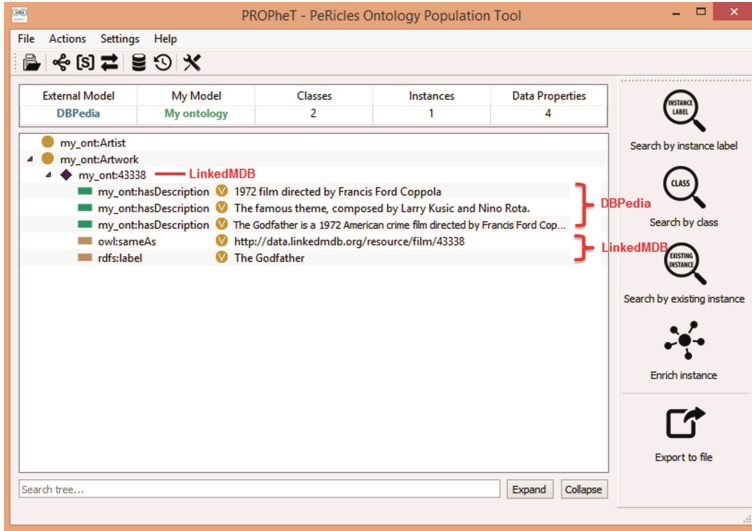 PROPheT - PeRicles Ontology Population Tool
File Actions Settings Help
External Model My Model Classes Instances Data Properties
DBPedia My ontology 2 1 4
my_ont:Artist
my_ont:Artwork
my_ont:43338 LinkedMDB
my_ont:hasDescription V 1972 film directed by Francis Ford Coppola
my_ont:hasDescription V The famous theme, composed by Larry Kusic and Nino Rota.
my_ont:hasDescription V The Godfather is a 1972 American crime film directed by Francis Ford Cop...
DBPedia
owl:sameAs V http://data.linkedmdb.org/resource/film/43338
rdfs:label V The Godfather
LinkedMDB
INSTANCE
LABEL
Search by instance label
CLASS
Search by class
EXISTING
INSTANCE
Search by existing instance
Enrich instance
Export to file
Search tree...
Expand Collapse